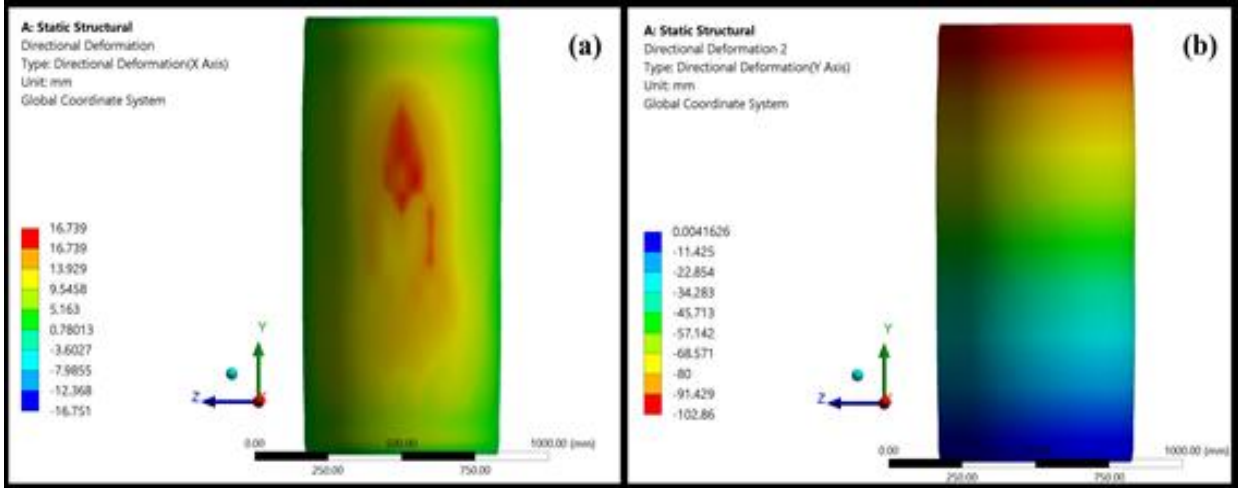 A: Static Structural
Directional Deformation
Type: Directional Deformation(X Axis)
Unit: mm
Global Coordinate System
(a)
16.739
16.739
13.929
9.5458
5.163
0.78013
-3.6027
-7.9855
-12.368
-16.751
Y
Z
X
0.00
500.00
1000.00 (mm)
250.00
750.00
A: Static Structural
Directional Deformation 2
Type: Directional Deformation(Y Axis)
Unit: mm
Global Coordinate System
(b)
0.0041626
-11.425
-22.854
-34.283
-45.713
-57.142
-68.571
-80
-91.429
-102.86
Y
Z
0.00
1000.00 (mm)
250.00
750.00